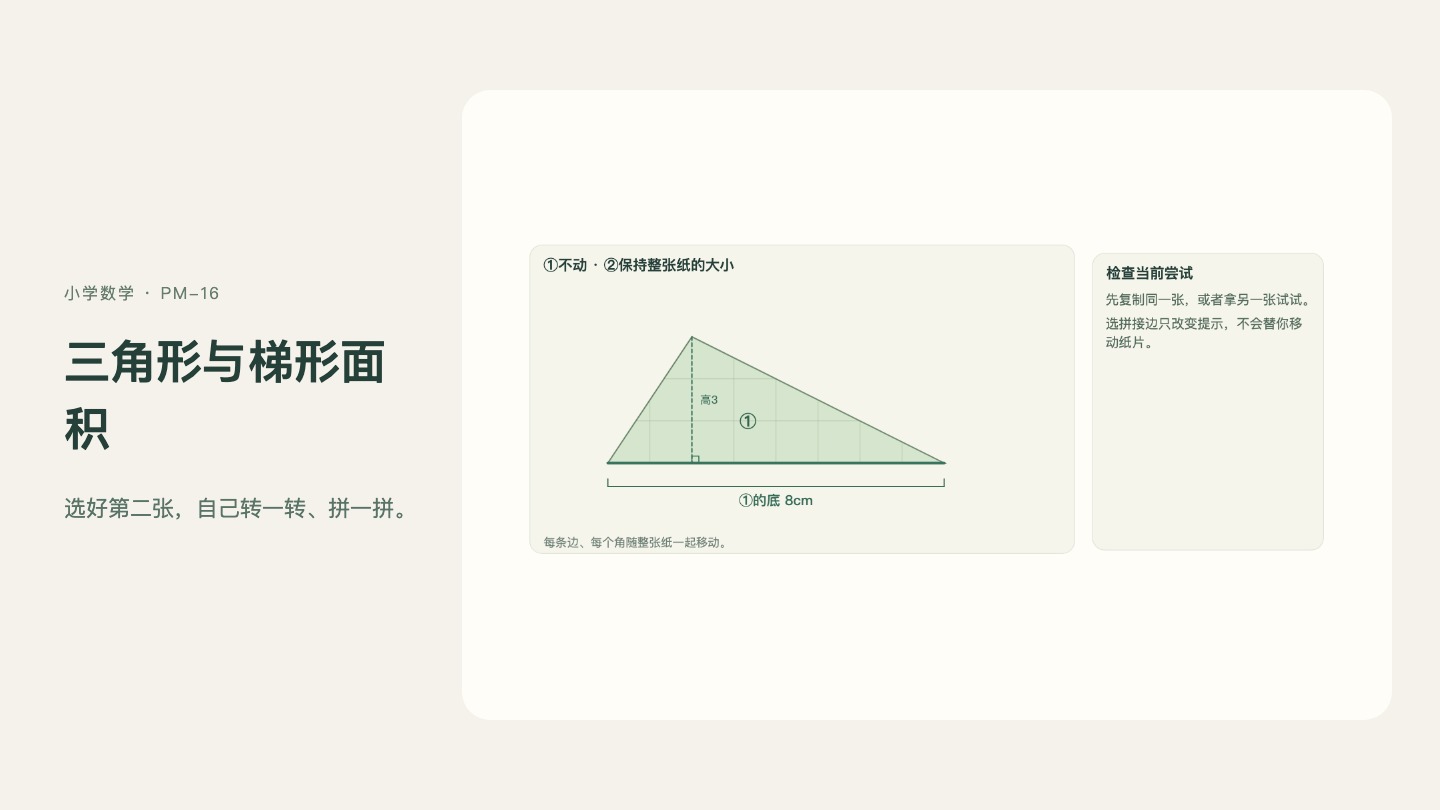 小学数学 · PM–16
三角形与梯形面
积
选好第二张，自己转一转、拼一拼。
①不动 · ②保持整张纸的大小
高3
①
①的底 8cm
每条边、每个角随整张纸一起移动。
检查当前尝试
先复制同一张，或者拿另一张试试。
选拼接边只改变提示，不会替你移
动纸片。